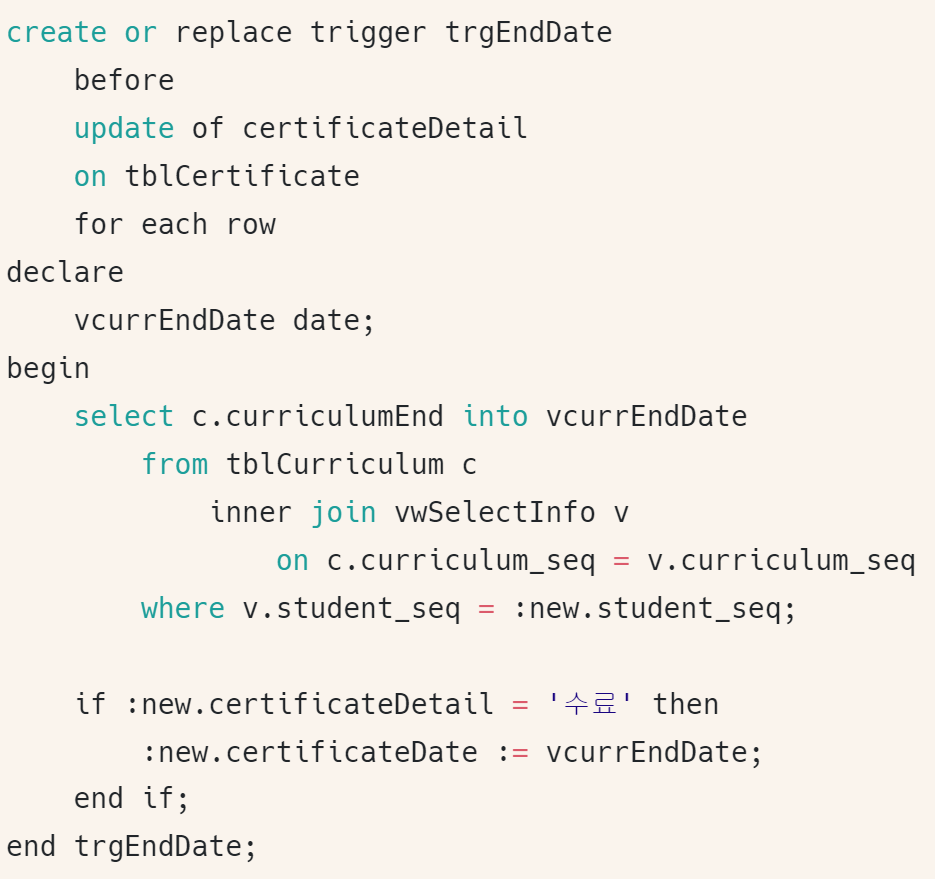 create or replace trigger trgEndDate
    before
    update of certificateDetail
    on tblCertificate
    for each row
declare
    vcurrEndDate date;
begin
    select c.curriculumEnd into vcurrEndDate
        from tblCurriculum c
            inner join vwSelectInfo v
                on c.curriculum_seq = v.curriculum_seq
        where v.student_seq = :new.student_seq;

    if :new.certificateDetail = '수료' then
        :new.certificateDate := vcurrEndDate;
    end if;
end trgEndDate;